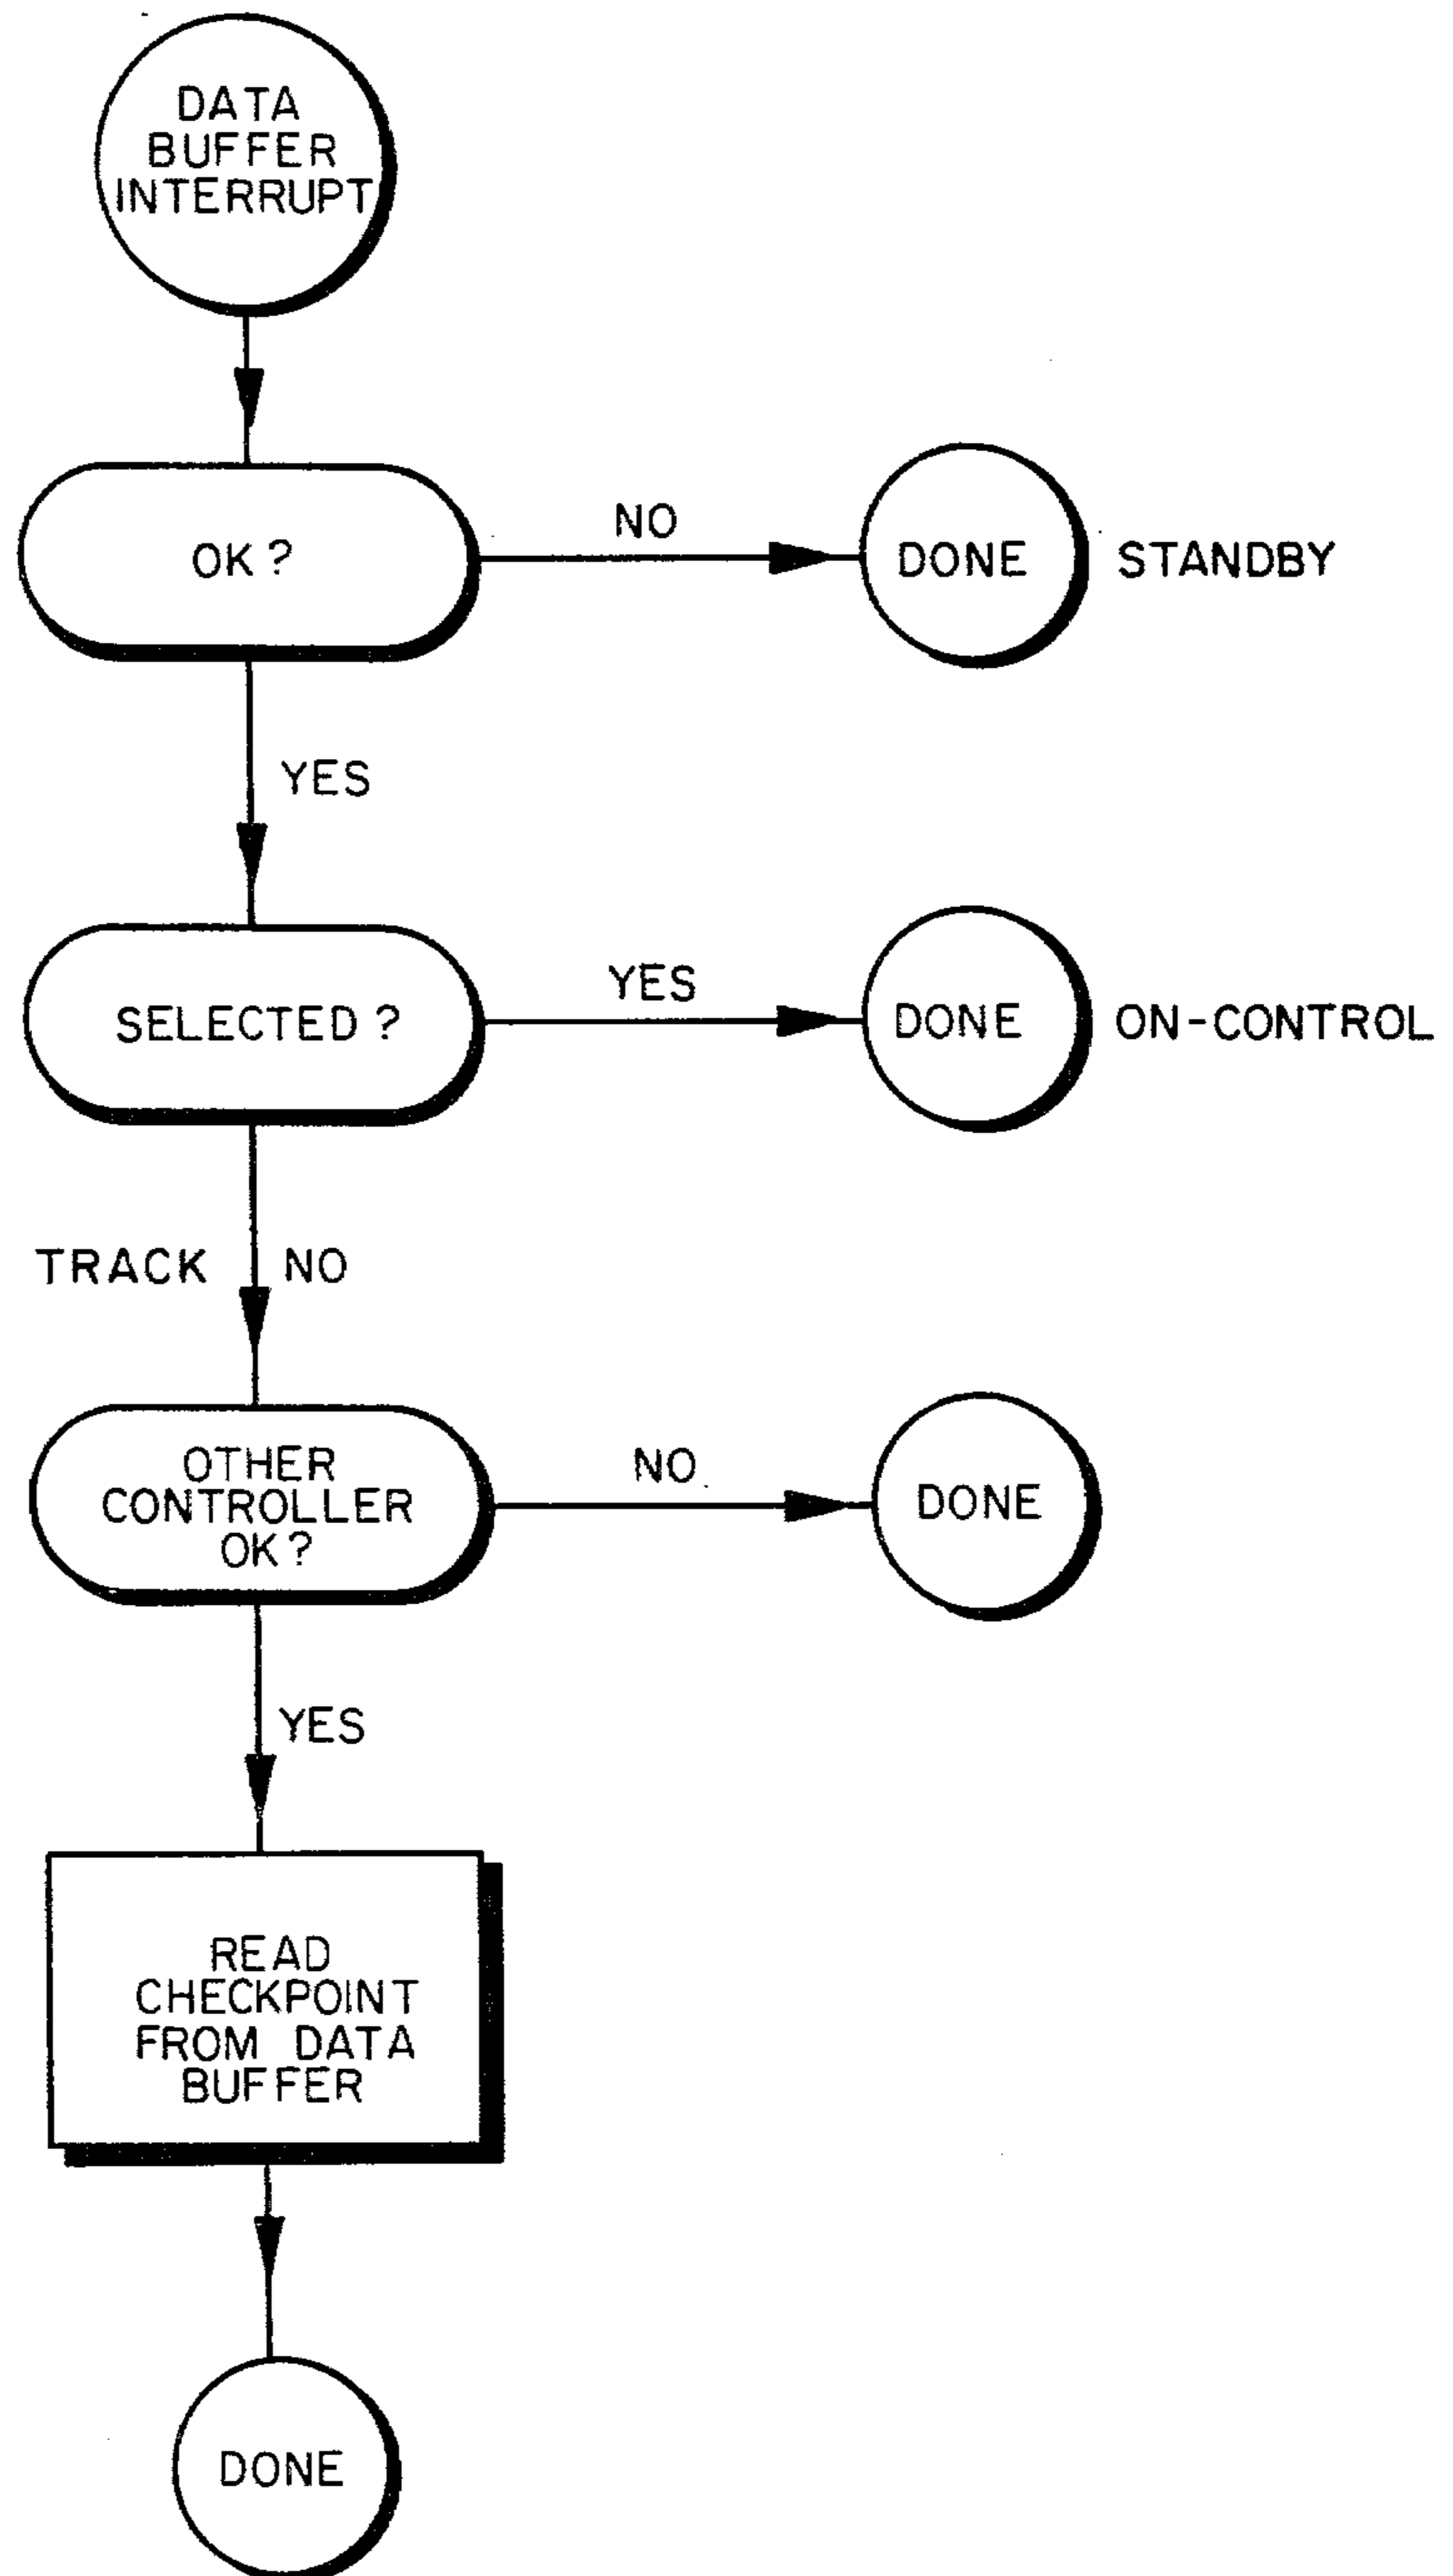 DATA
BUFFER
INTERRUPT
OK?
NO
DONE
STANDBY
YES
SELECTED?
YES
DONE
ON-CONTROL
TRACK
NO
OTHER
CONTROLLER
OK?
NO
DONE
YES
READ
CHECKPOINT
FROM DATA
BUFFER
DONE